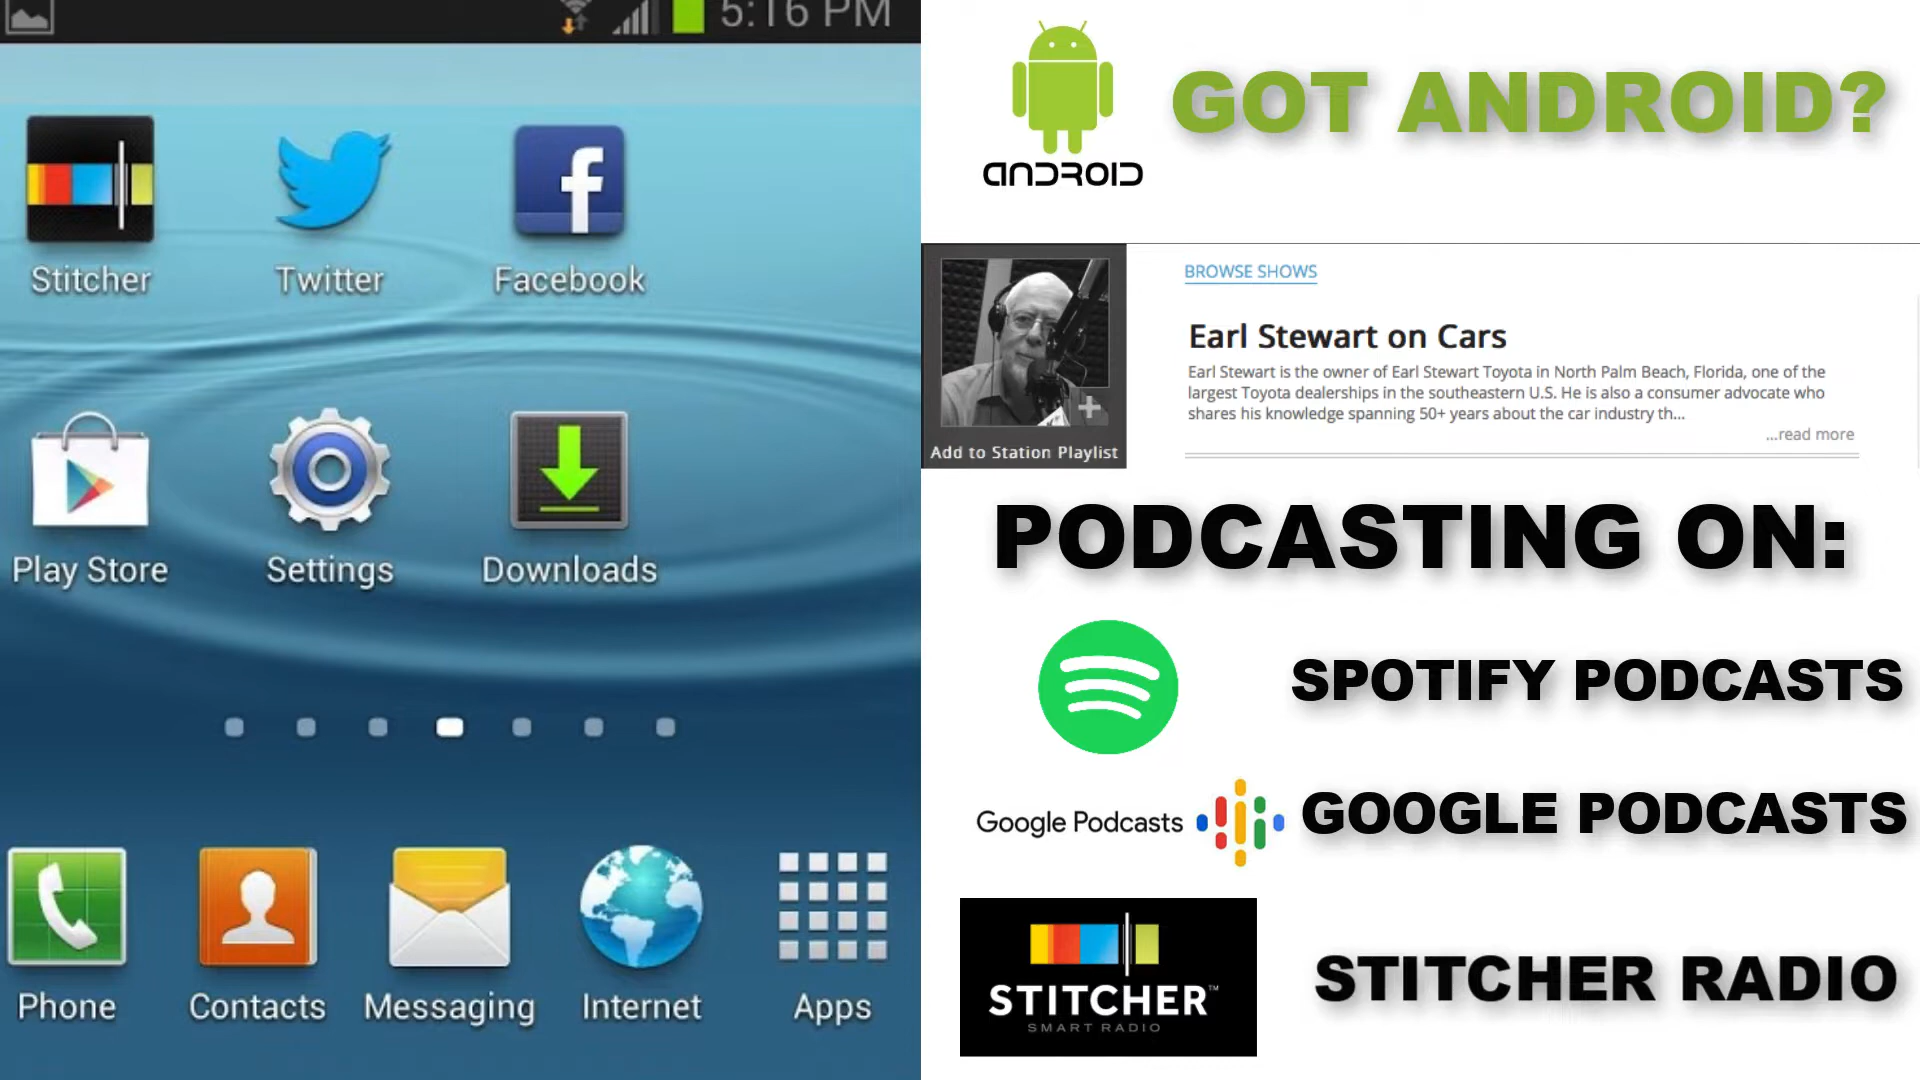 5:16 PM
Stitcher
Twitter
Facebook
Play Store
Settings
Downloads
Phone
Contacts
Messaging
Internet
Apps
ANDROID
GOT ANDROID?
Add to Station Playlist
BROWSE SHOWS
Earl Stewart on Cars
Earl Stewart is the owner of Earl Stewart Toyota in North Palm Beach, Florida, one of the
largest Toyota dealerships in the southeastern U.S. He is also a consumer advocate who
shares his knowledge spanning 50+ years about the car industry th...
...read more
PODCASTING ON:
SPOTIFY PODCASTS
Google Podcasts
GOOGLE PODCASTS
STITCHER™
SMART RADIO
STITCHER RADIO